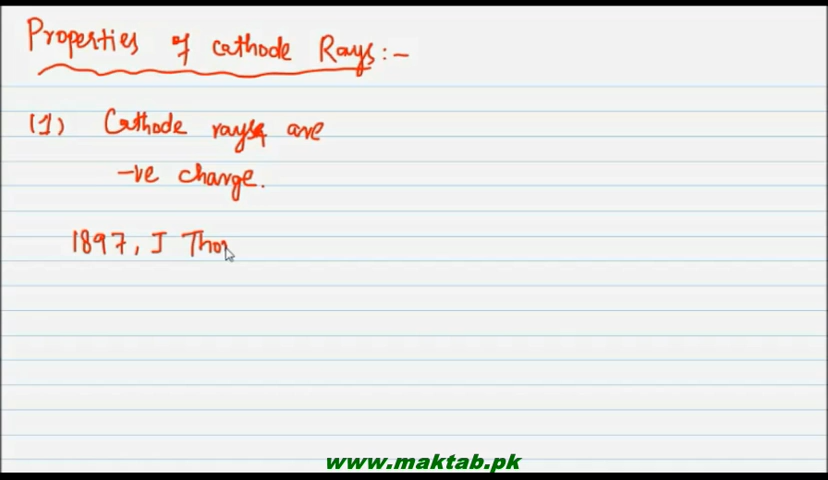 Properties of cathode Rays:-
(1) Cathode rays are
-ve charge.
1897, J Tho
www.maktab.pk